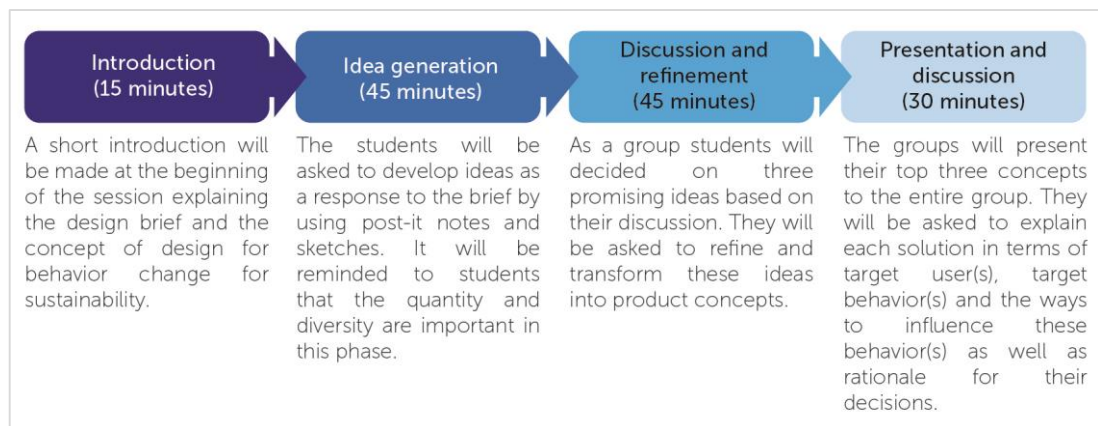 Introduction
(15 minutes)
A short introduction will
be made at the beginning
of the session explaining
the design brief and the
concept of design for
behavior change for
sustainability.
Idea generation
(45 minutes)
The students will be
asked to develop ideas as
a response to the brief by
using post-it notes and
sketches. It will be
reminded to students
that the quantity and
diversity are important in
this phase.
Discussion and
refinement
(45 minutes)
As a group students will
decided on three
promising ideas based on
their discussion. They will
be asked to refine and
transform these ideas
into product concepts.
Presentation and
discussion
(30 minutes)
The groups will present
their top three concepts
to the entire group. They
will be asked to explain
each solution in terms of
target user(s), target
behavior(s) and the ways
to influence these
behavior(s) as well as
rationale for their
decisions.